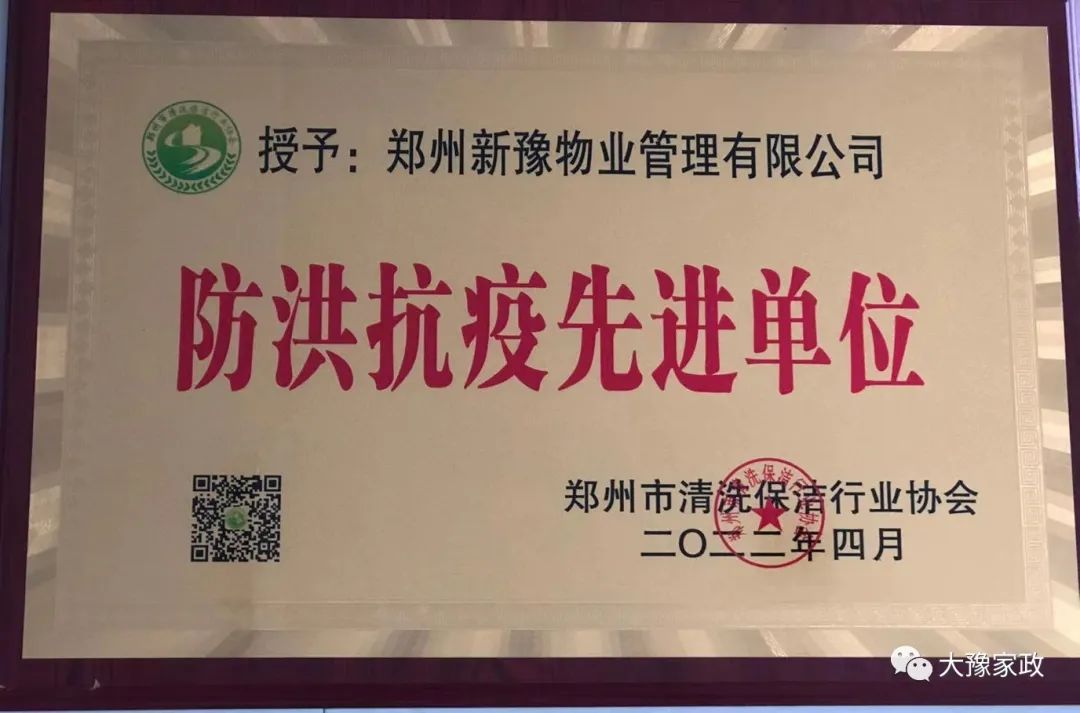 授予：郑州新豫物业管理有限公司
防洪抗疫先进单位
郑州市清洗保洁行业协会
二〇二二年四月
大豫家政